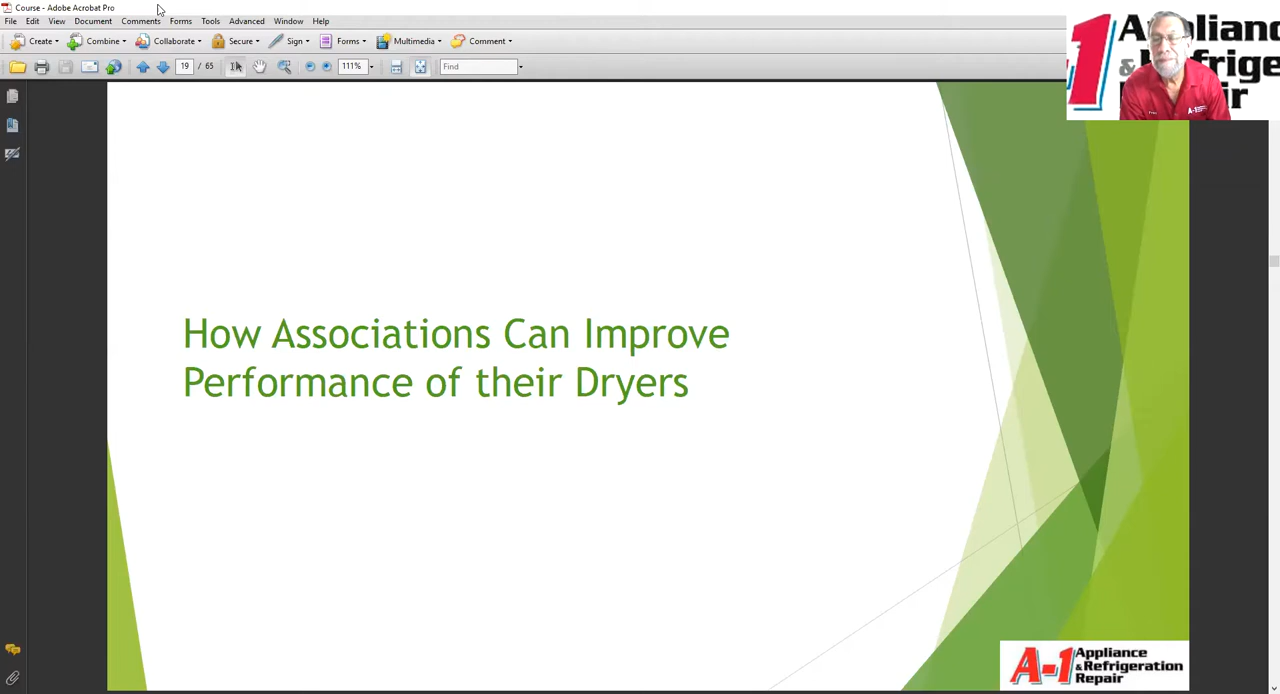 Course - Adobe Acrobat Pro
File Edit View Document Comments Forms Tools Advanced Window Help
Create Combine Collaborate Secure Sign Forms Multimedia Comment
19 / 65 111% Find
How Associations Can Improve
Performance of their Dryers
A-1 Appliance
& Refrigeration
Repair